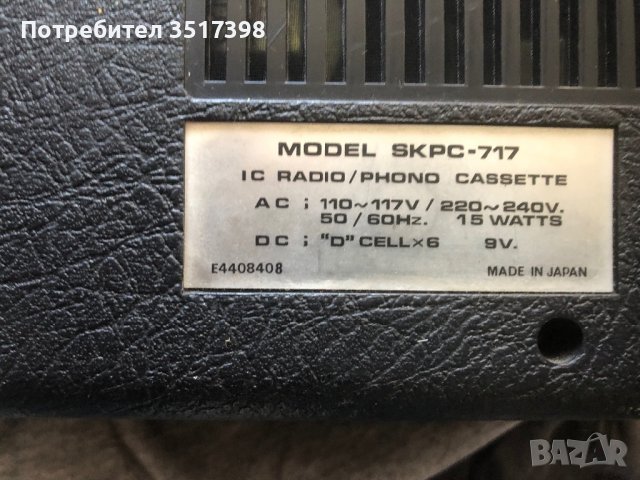 Потребител 3517398
MODEL SKPC-717
IC RADIO/PHONO CASSETTE
AC; 110~117V/220~240V.
50/60Hz. 15 WATTS
DC; "D" CELL×6 9V.
E4408408 MADE IN JAPAN
BAZAR